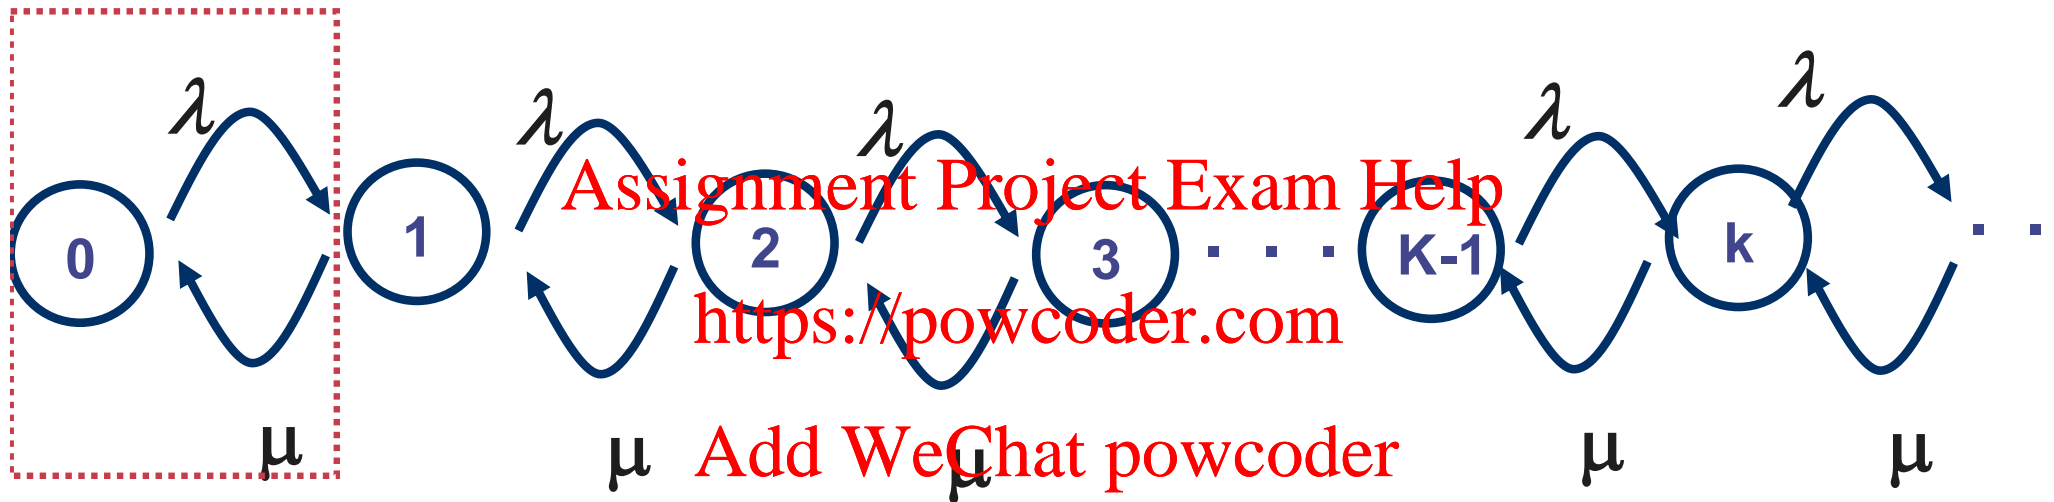 λ λ λ λ λ
Assignment Project Exam Help
0 1 2 3 . . . K-1 k . .
https://powcoder.com
μ μ μ μ μ
Add WeChat powcoder